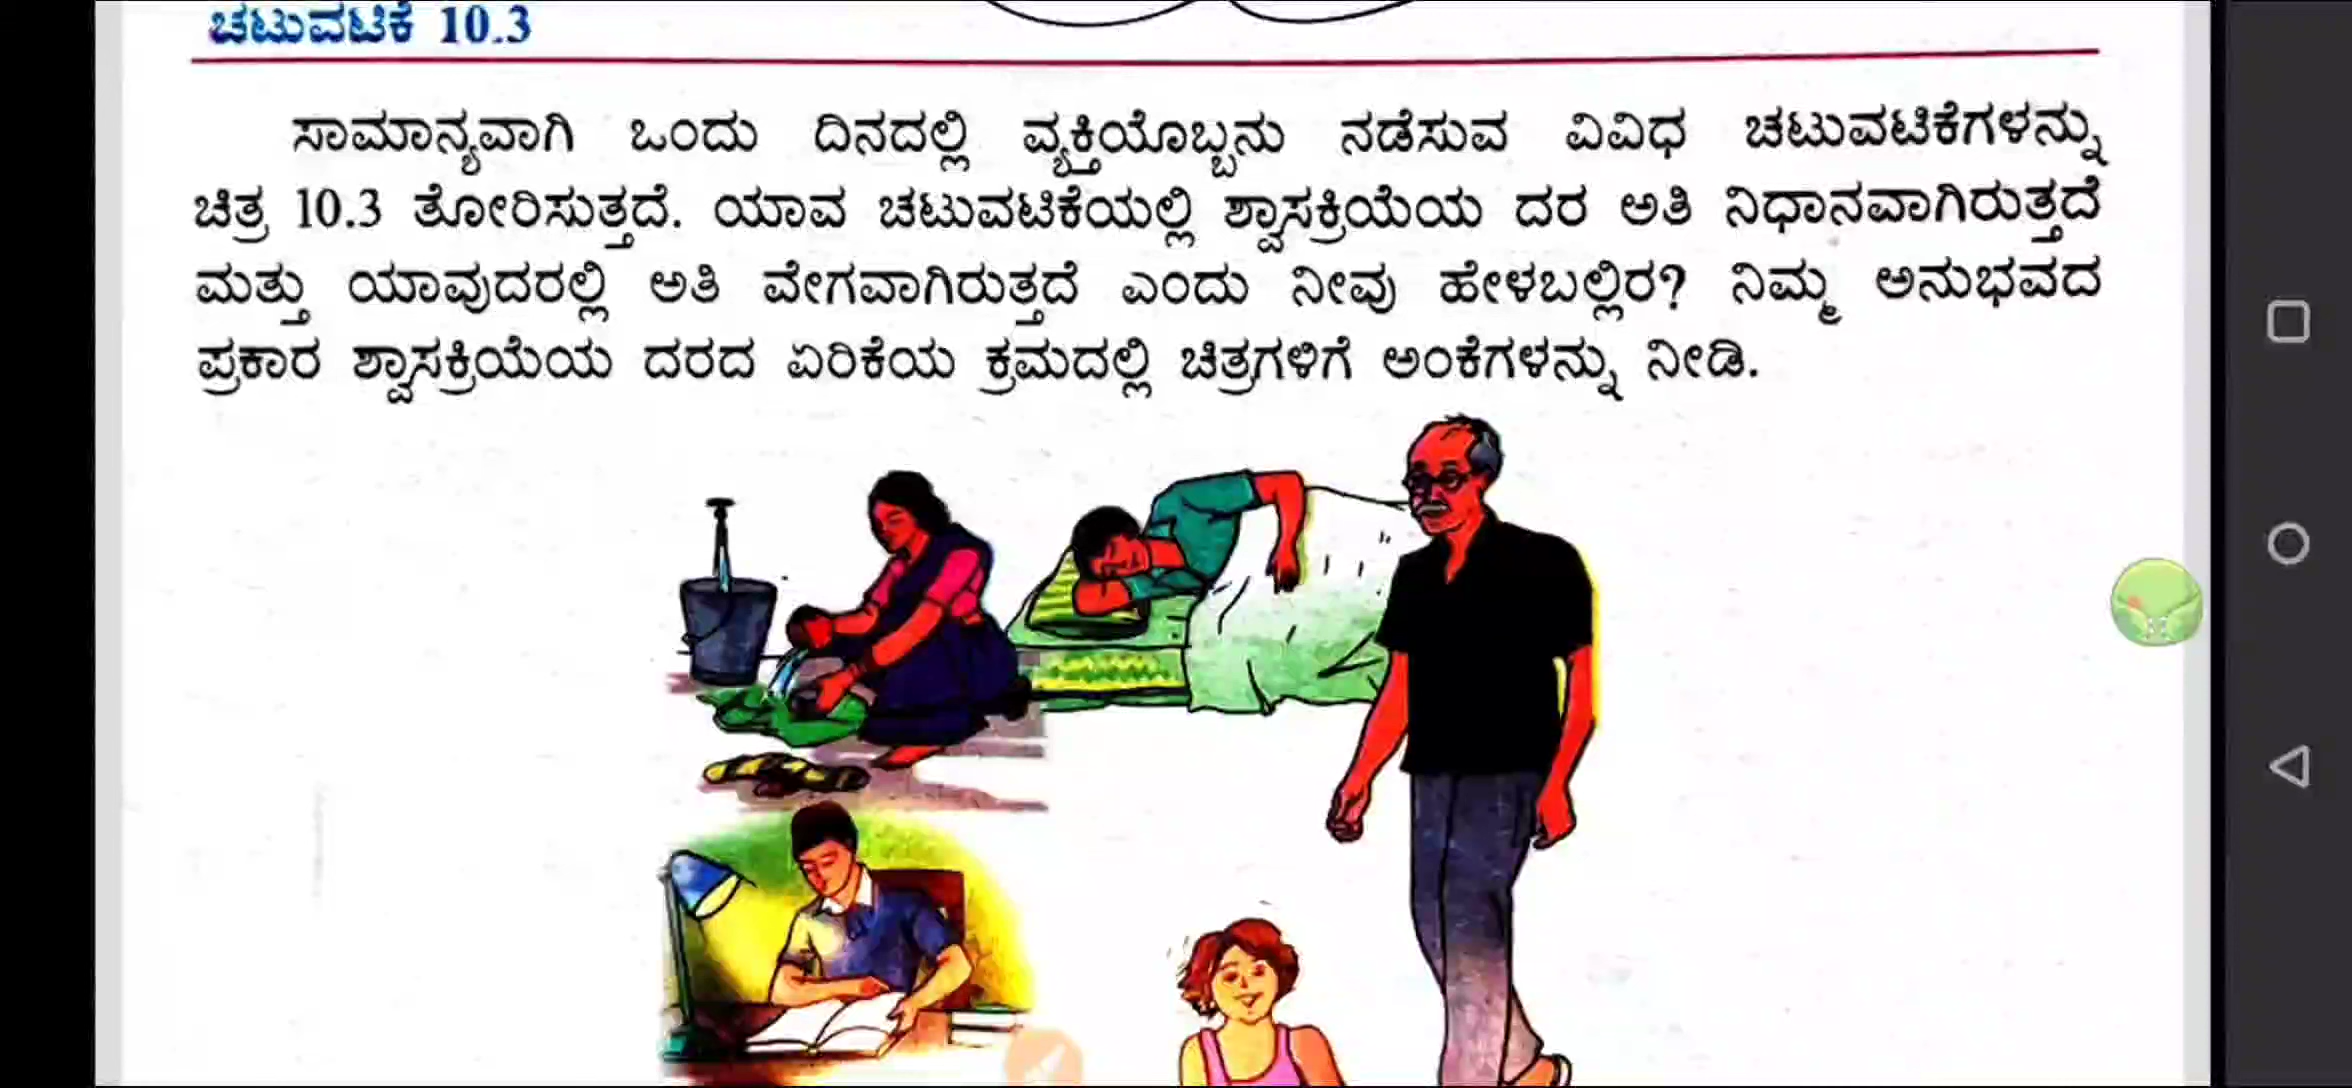 ಚಟುವಟಿಕೆ 10.3
ಸಾಮಾನ್ಯವಾಗಿ ಒಂದು ದಿನದಲ್ಲಿ ವ್ಯಕ್ತಿಯೊಬ್ಬನು ನಡೆಸುವ ವಿವಿಧ ಚಟುವಟಿಕೆಗಳನ್ನು
ಚಿತ್ರ 10.3 ತೋರಿಸುತ್ತದೆ. ಯಾವ ಚಟುವಟಿಕೆಯಲ್ಲಿ ಶ್ವಾಸಕ್ರಿಯೆಯ ದರ ಅತಿ ನಿಧಾನವಾಗಿರುತ್ತದೆ
ಮತ್ತು ಯಾವುದರಲ್ಲಿ ಅತಿ ವೇಗವಾಗಿರುತ್ತದೆ ಎಂದು ನೀವು ಹೇಳಬಲ್ಲಿರ? ನಿಮ್ಮ ಅನುಭವದ
ಪ್ರಕಾರ ಶ್ವಾಸಕ್ರಿಯೆಯ ದರದ ಏರಿಕೆಯ ಕ್ರಮದಲ್ಲಿ ಚಿತ್ರಗಳಿಗೆ ಅಂಕೆಗಳನ್ನು ನೀಡಿ.